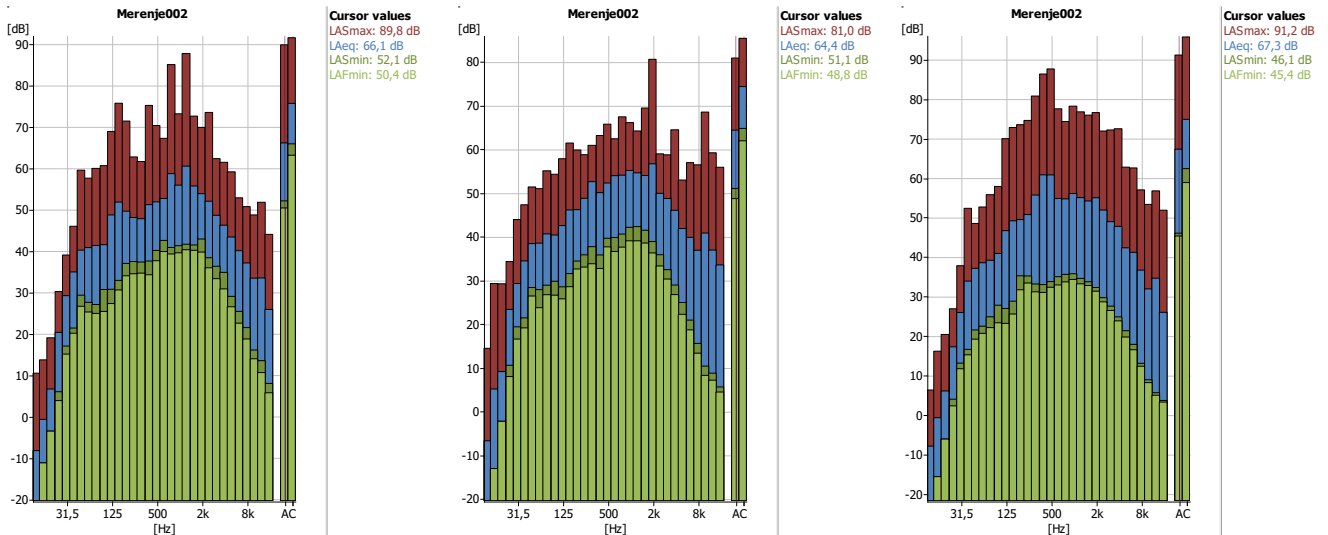 Merenje002
[dB]
90
80
70
60
50
40
30
20
10
0
-10
-20
31,5 125 500 2k 8k AC
[Hz]
Cursor values
LASmax: 89,8 dB
LAeq: 66,1 dB
LASmin: 52,1 dB
LAFmin: 50,4 dB
Merenje002
[dB]
80
70
60
50
40
30
20
10
0
-10
-20
31,5 125 500 2k 8k AC
[Hz]
Cursor values
LASmax: 81,0 dB
LAeq: 64,4 dB
LASmin: 51,1 dB
LAFmin: 48,8 dB
Merenje002
[dB]
90
80
70
60
50
40
30
20
10
0
-10
-20
31,5 125 500 2k 8k AC
[Hz]
Cursor values
LASmax: 91,2 dB
LAeq: 67,3 dB
LASmin: 46,1 dB
LAFmin: 45,4 dB